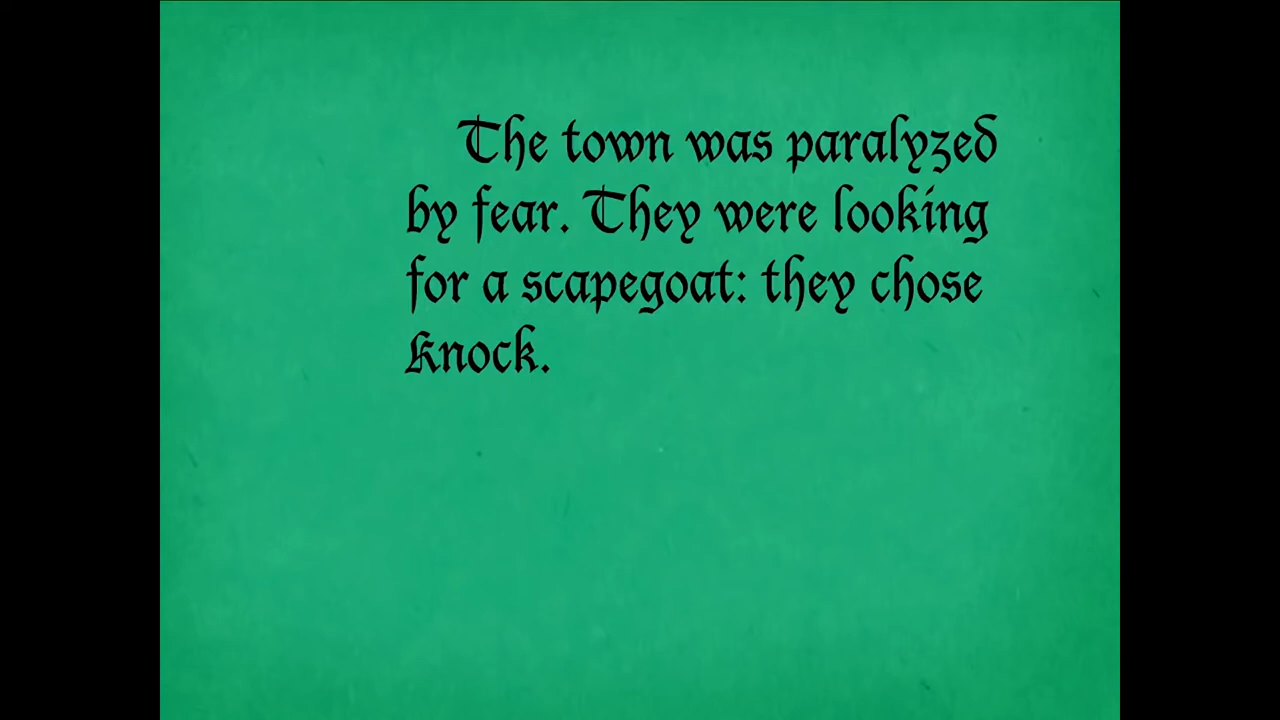 The town was paralyzed
by fear. They were looking
for a scapegoat: they chose
Knock.